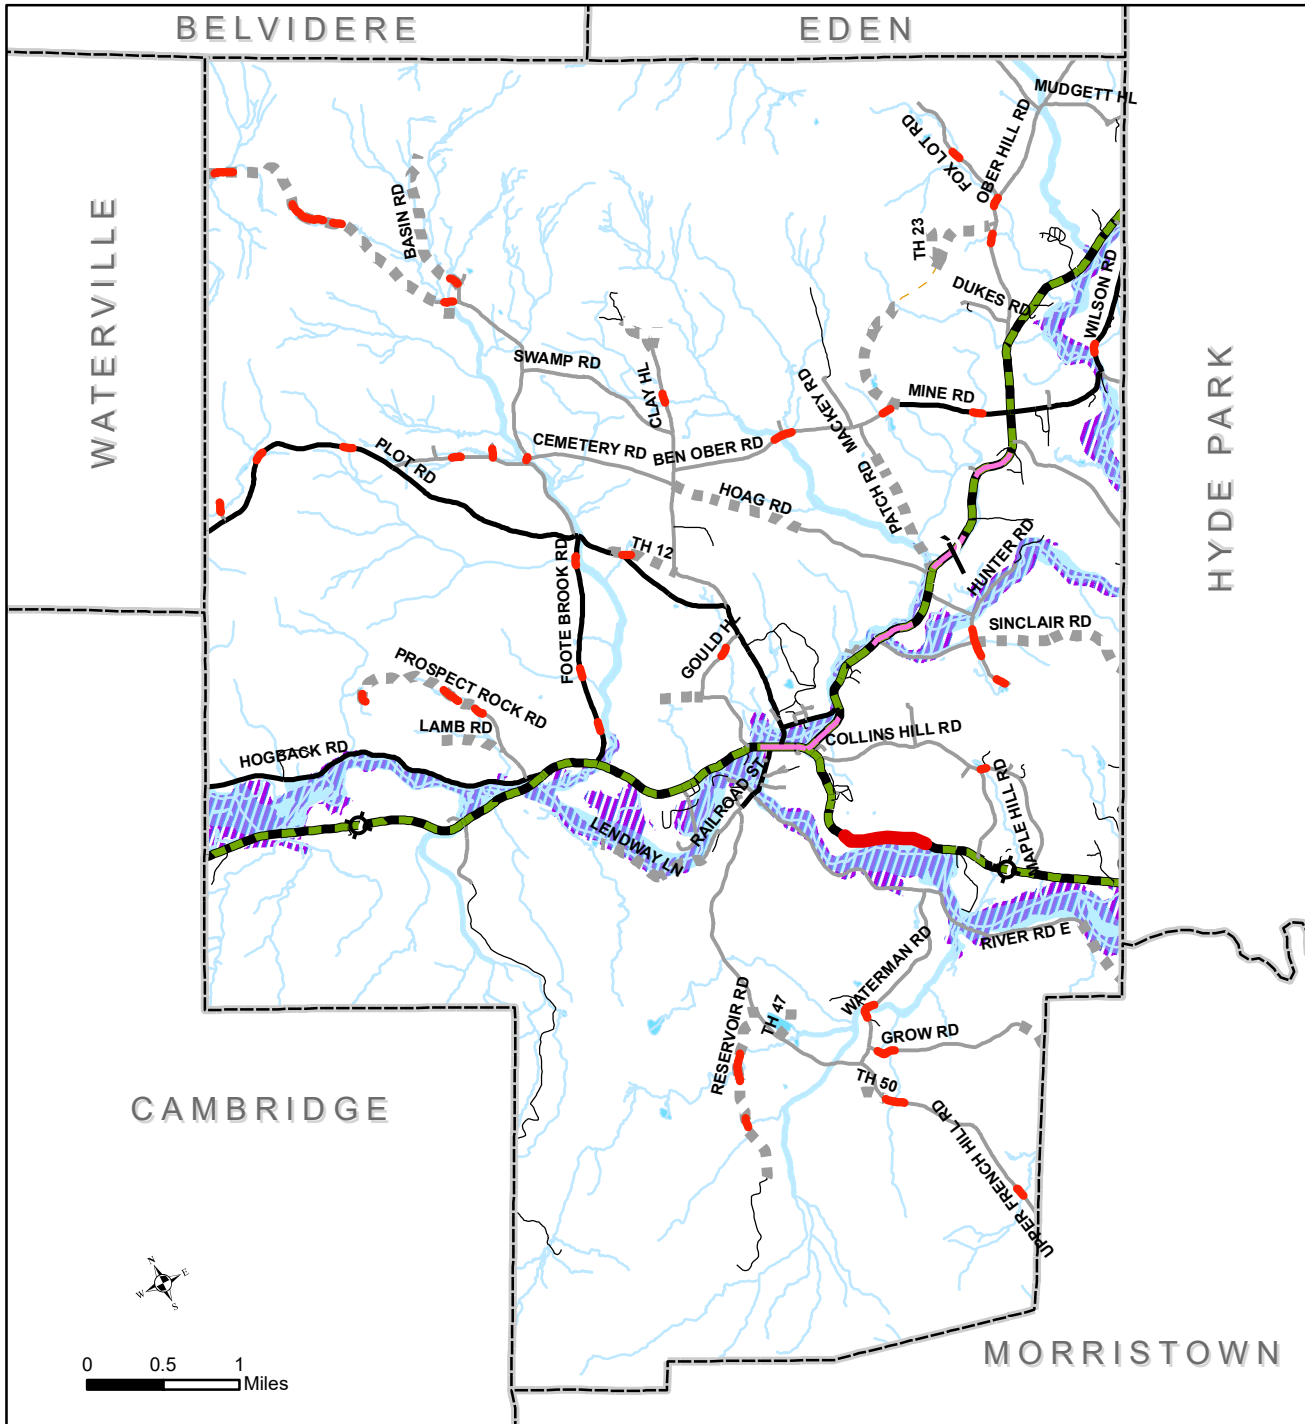 BELVIDERE
EDEN
MUDGETT HL
FOX LOT RD
OBER HILL RD
WATERVILLE
BASIN RD
TH 23
DUKES RD
WILSON RD
SWAMP RD
CLAY HL
MACKEY RD
MINE RD
HYDE PARK
PLOT RD
CEMETERY RD
BEN OBER RD
HOAG RD
PATCH RD
TH 12
HUNTER RD
FOOTE BROOK RD
SINCLAIR RD
GOULD HL
PROSPECT ROCK RD
LAMB RD
HOGBACK RD
COLLINS HILL RD
RAILROAD ST
MAPLE HILL RD
LENDWAY LN
RIVER RD E
WATERMAN RD
RESERVOIR RD
TH 47
GROW RD
TH 50
CAMBRIDGE
UPPER FRENCH HILL RD
N
E
W
S
MORRISTOWN
0 0.5 1
Miles